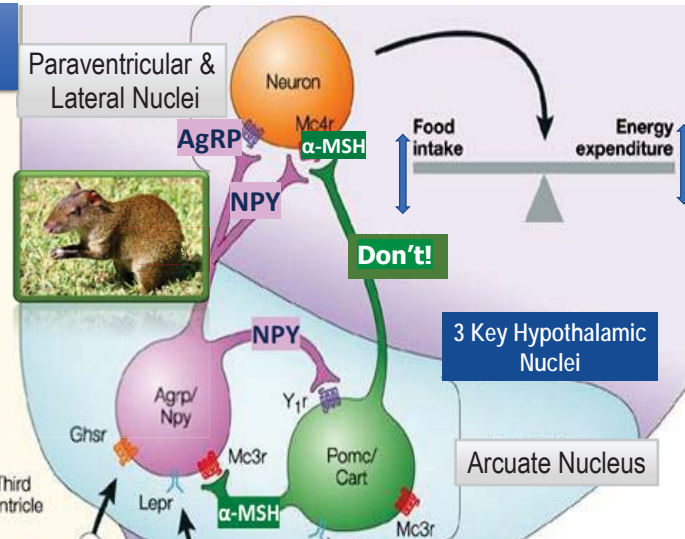 Paraventricular &
Lateral Nuclei
Neuron
Mc4r
AgRP
α-MSH
NPY
Food
intake
Energy
expenditure
Don't!
3 Key Hypothalamic
Nuclei
NPY
Agrp/
Npy
Y1r
Ghsr
Mc3r
Pomc/
Cart
Arcuate Nucleus
Third
Lepr
α-MSH
Mc3r